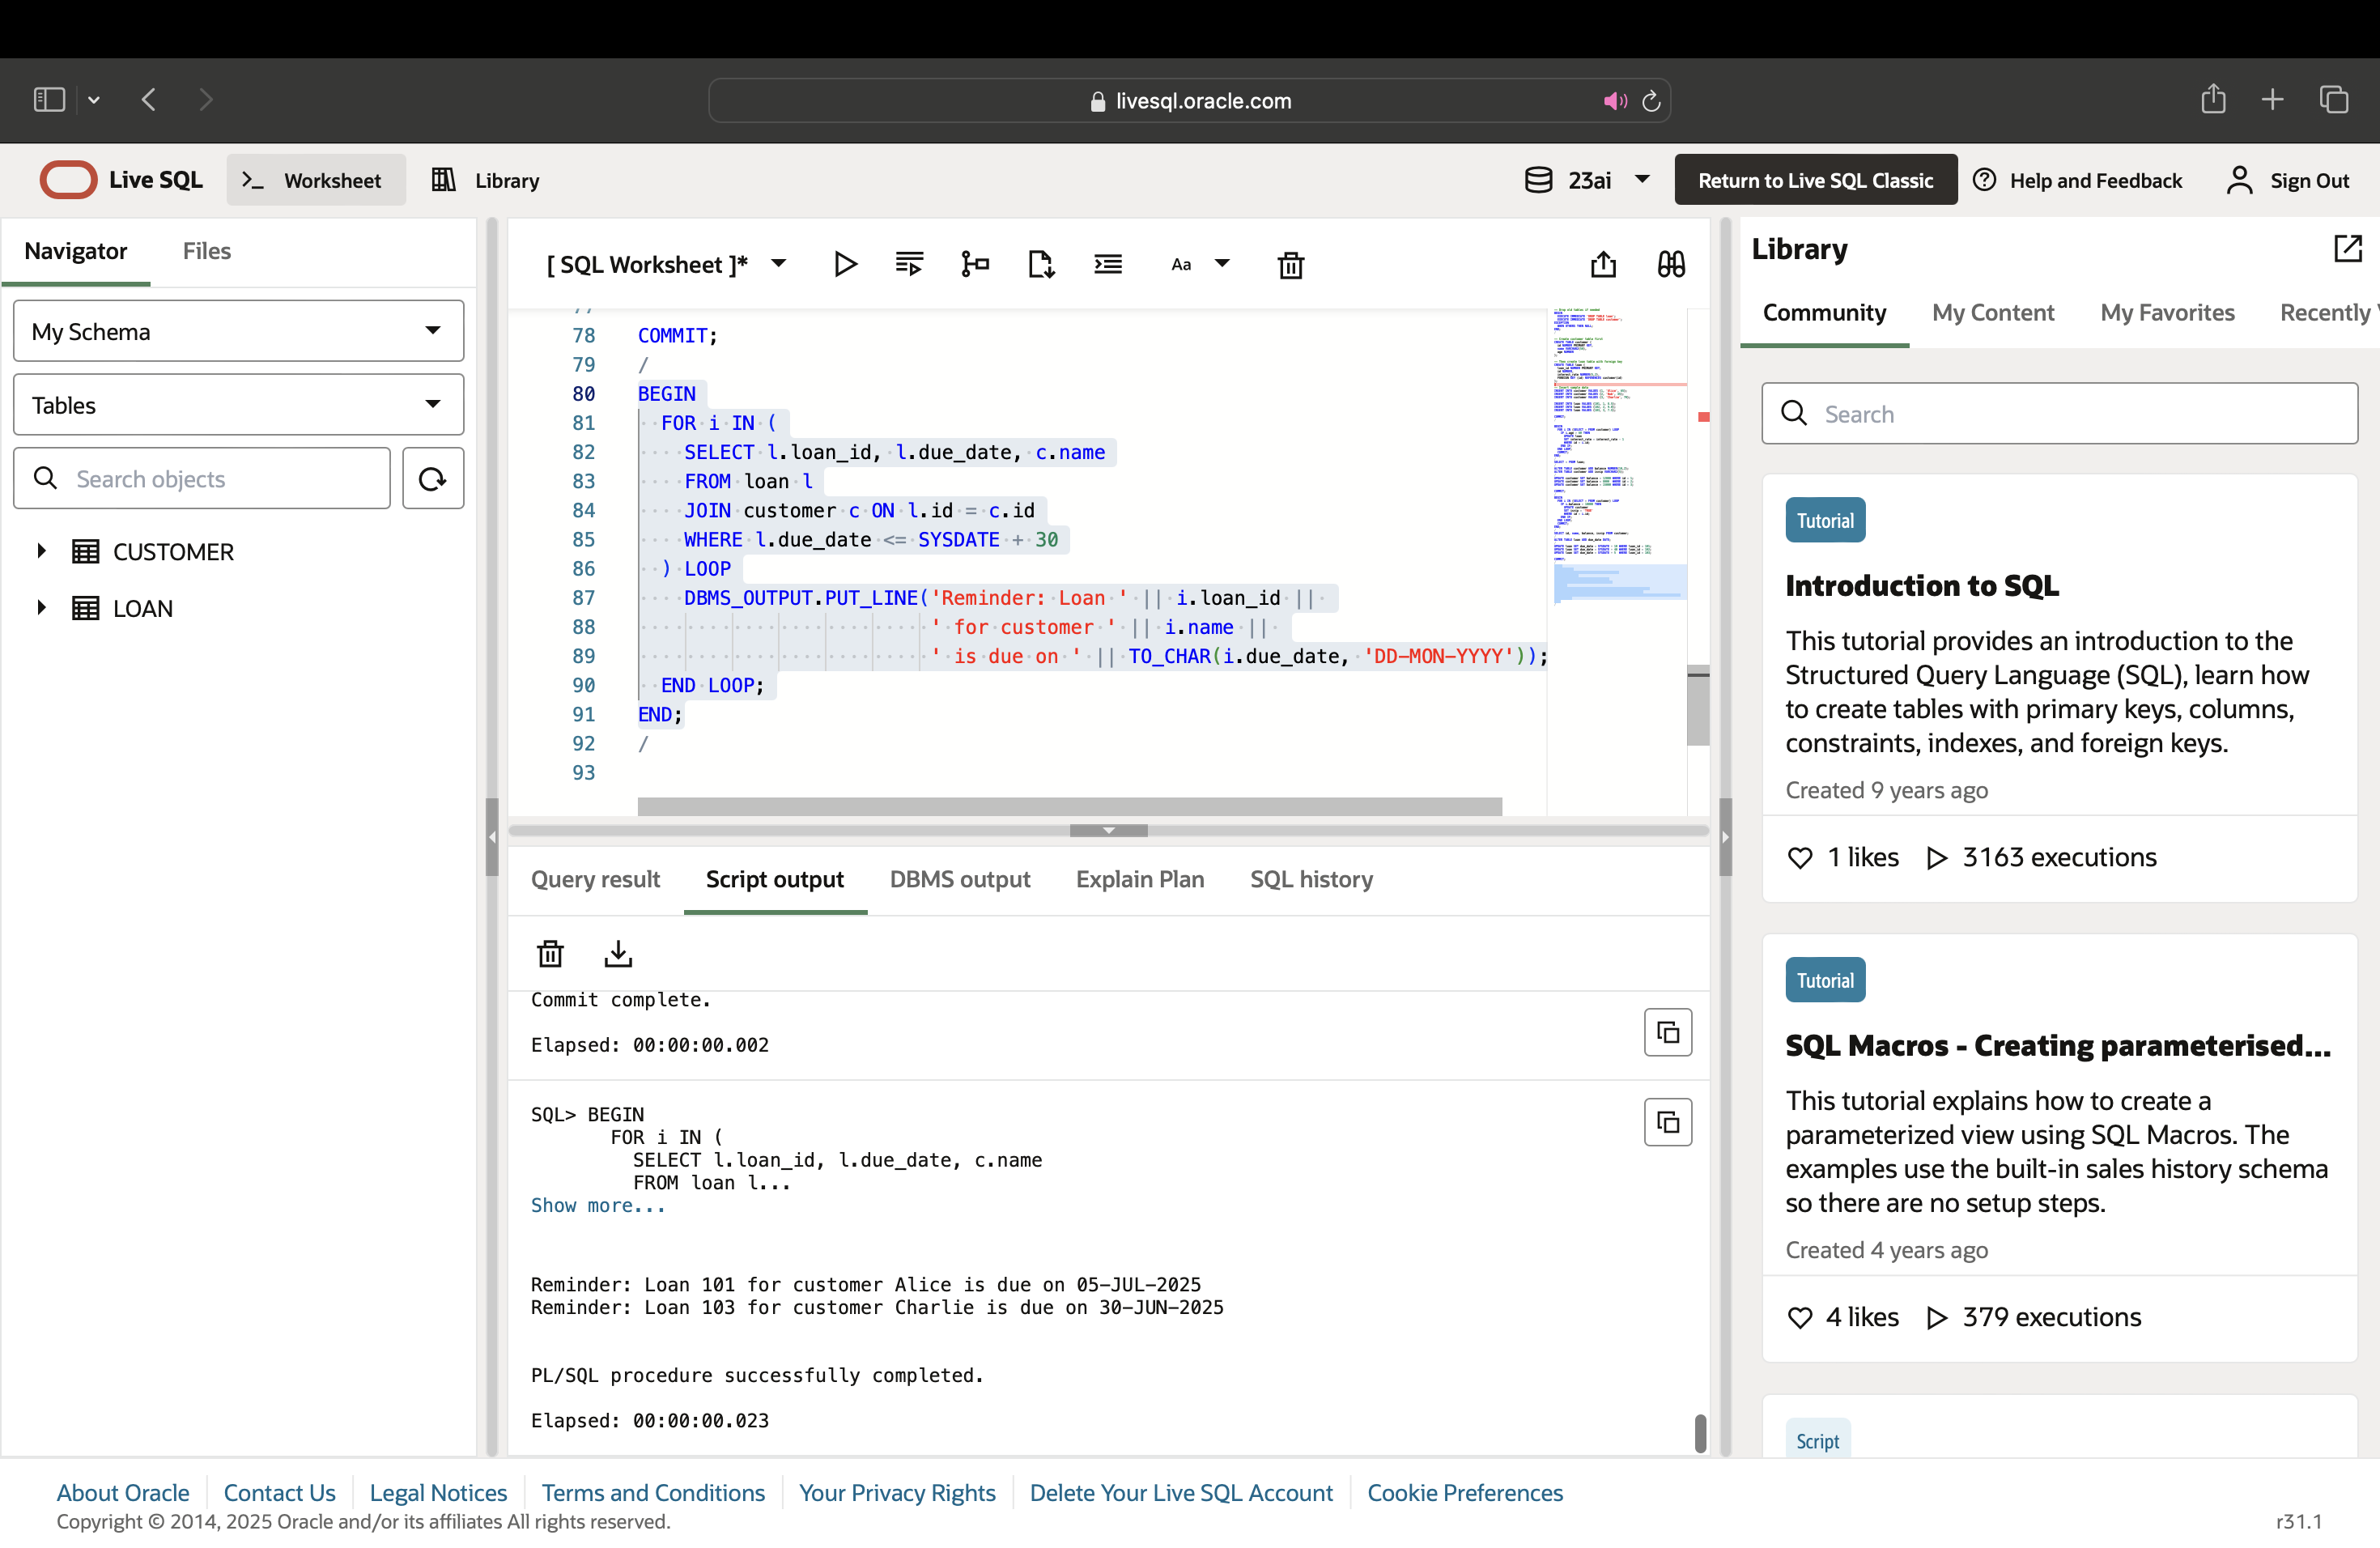 livesql.oracle.com
Live SQL
>_ Worksheet
Library
23ai
Return to Live SQL Classic
Help and Feedback
Sign Out
Navigator
Files
My Schema
Tables
Search objects
CUSTOMER
LOAN
[ SQL Worksheet ]*
Aa
77
78 COMMIT;
79 /
80 BEGIN
81 FOR i IN (
82 SELECT l.loan_id, l.due_date, c.name
83 FROM loan l
84 JOIN customer c ON l.id = c.id
85 WHERE l.due_date <= SYSDATE + 30
86 ) LOOP
87 DBMS_OUTPUT.PUT_LINE('Reminder: Loan ' || i.loan_id ||
88 ' for customer ' || i.name ||
89 ' is due on ' || TO_CHAR(i.due_date, 'DD-MON-YYYY'));
90 END LOOP;
91 END;
92 /
93
Query result
Script output
DBMS output
Explain Plan
SQL history
Commit complete.
Elapsed: 00:00:00.002
SQL> BEGIN
FOR i IN (
SELECT l.loan_id, l.due_date, c.name
FROM loan l...
Show more...
Reminder: Loan 101 for customer Alice is due on 05-JUL-2025
Reminder: Loan 103 for customer Charlie is due on 30-JUN-2025
PL/SQL procedure successfully completed.
Elapsed: 00:00:00.023
Library
Community
My Content
My Favorites
Recently
Search
Tutorial
Introduction to SQL
This tutorial provides an introduction to the
Structured Query Language (SQL), learn how
to create tables with primary keys, columns,
constraints, indexes, and foreign keys.
Created 9 years ago
1 likes
3163 executions
Tutorial
SQL Macros - Creating parameterised...
This tutorial explains how to create a
parameterized view using SQL Macros. The
examples use the built-in sales history schema
so there are no setup steps.
Created 4 years ago
4 likes
379 executions
Script
About Oracle
Contact Us
Legal Notices
Terms and Conditions
Your Privacy Rights
Delete Your Live SQL Account
Cookie Preferences
Copyright © 2014, 2025 Oracle and/or its affiliates All rights reserved.
r31.1